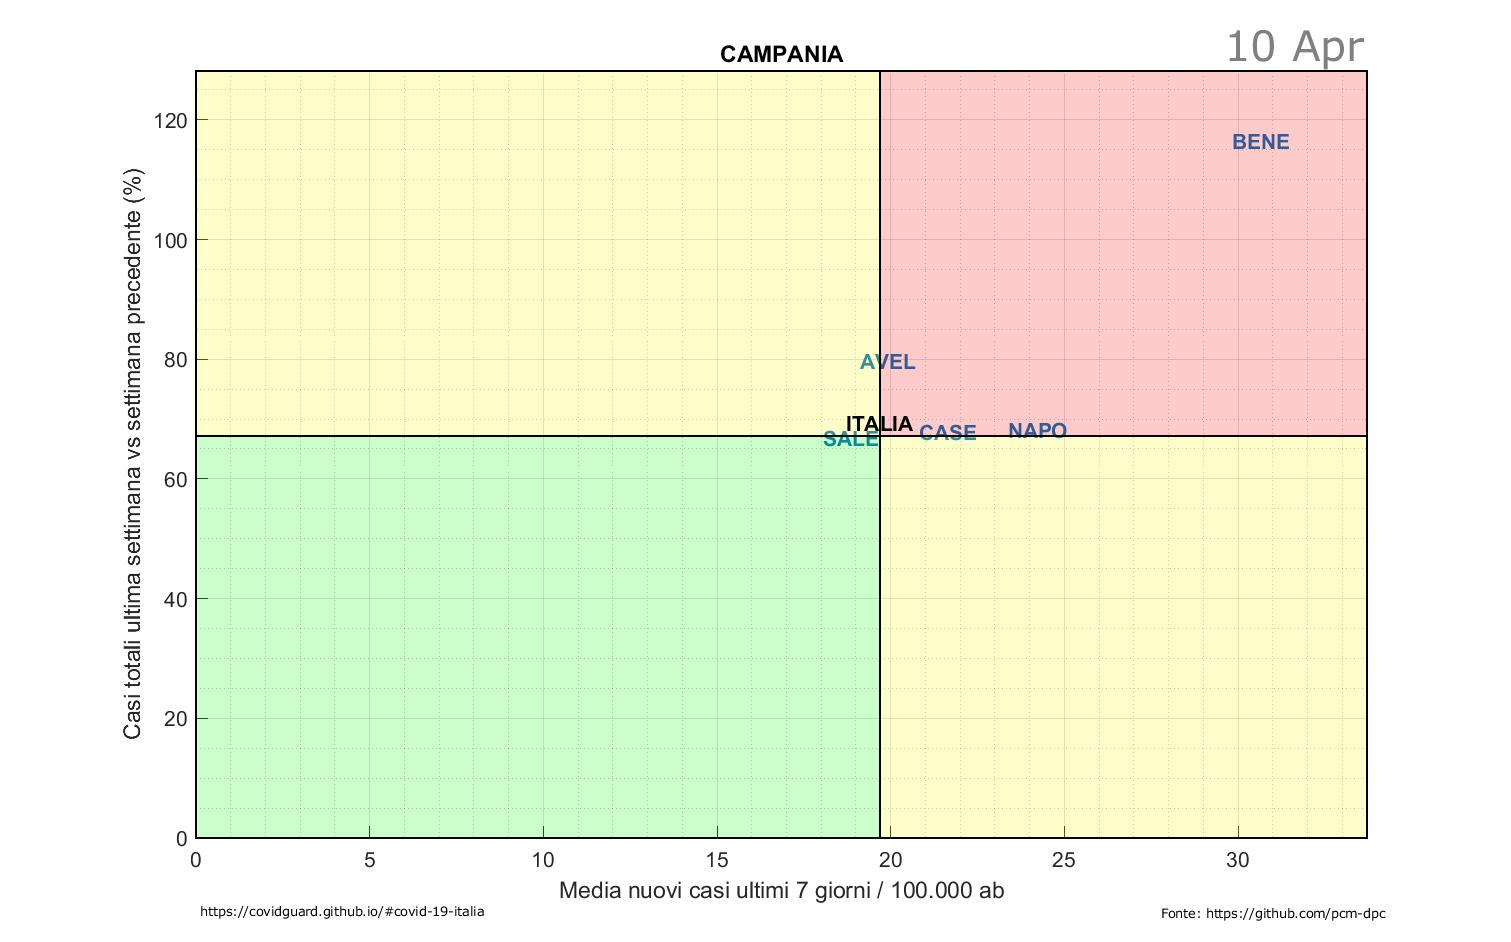 10 Apr
CAMPANIA
Casi totali ultima settimana vs settimana precedente (%)
120
100
80
60
40
20
0
BENE
AVEL
ITALIA
SALE
CASE
NAPO
0 5 10 15 20 25 30
Media nuovi casi ultimi 7 giorni / 100.000 ab
https://covidguard.github.io/#covid-19-italia
Fonte: https://github.com/pcm-dpc